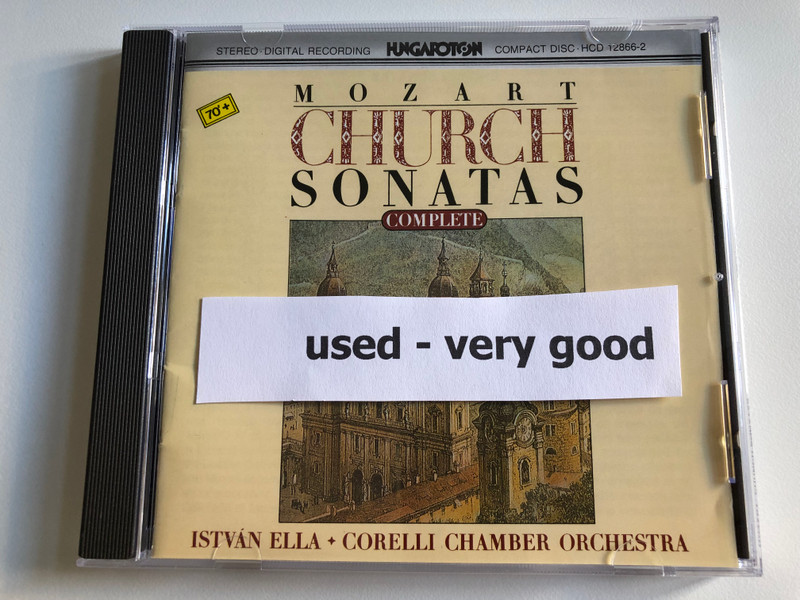 STEREO · DIGITAL RECORDING HUNGAROTON COMPACT DISC · HCD 12866-2
70'+
MOZART
CHURCH
SONATAS
COMPLETE
used - very good
ISTVÁN ELLA • CORELLI CHAMBER ORCHESTRA